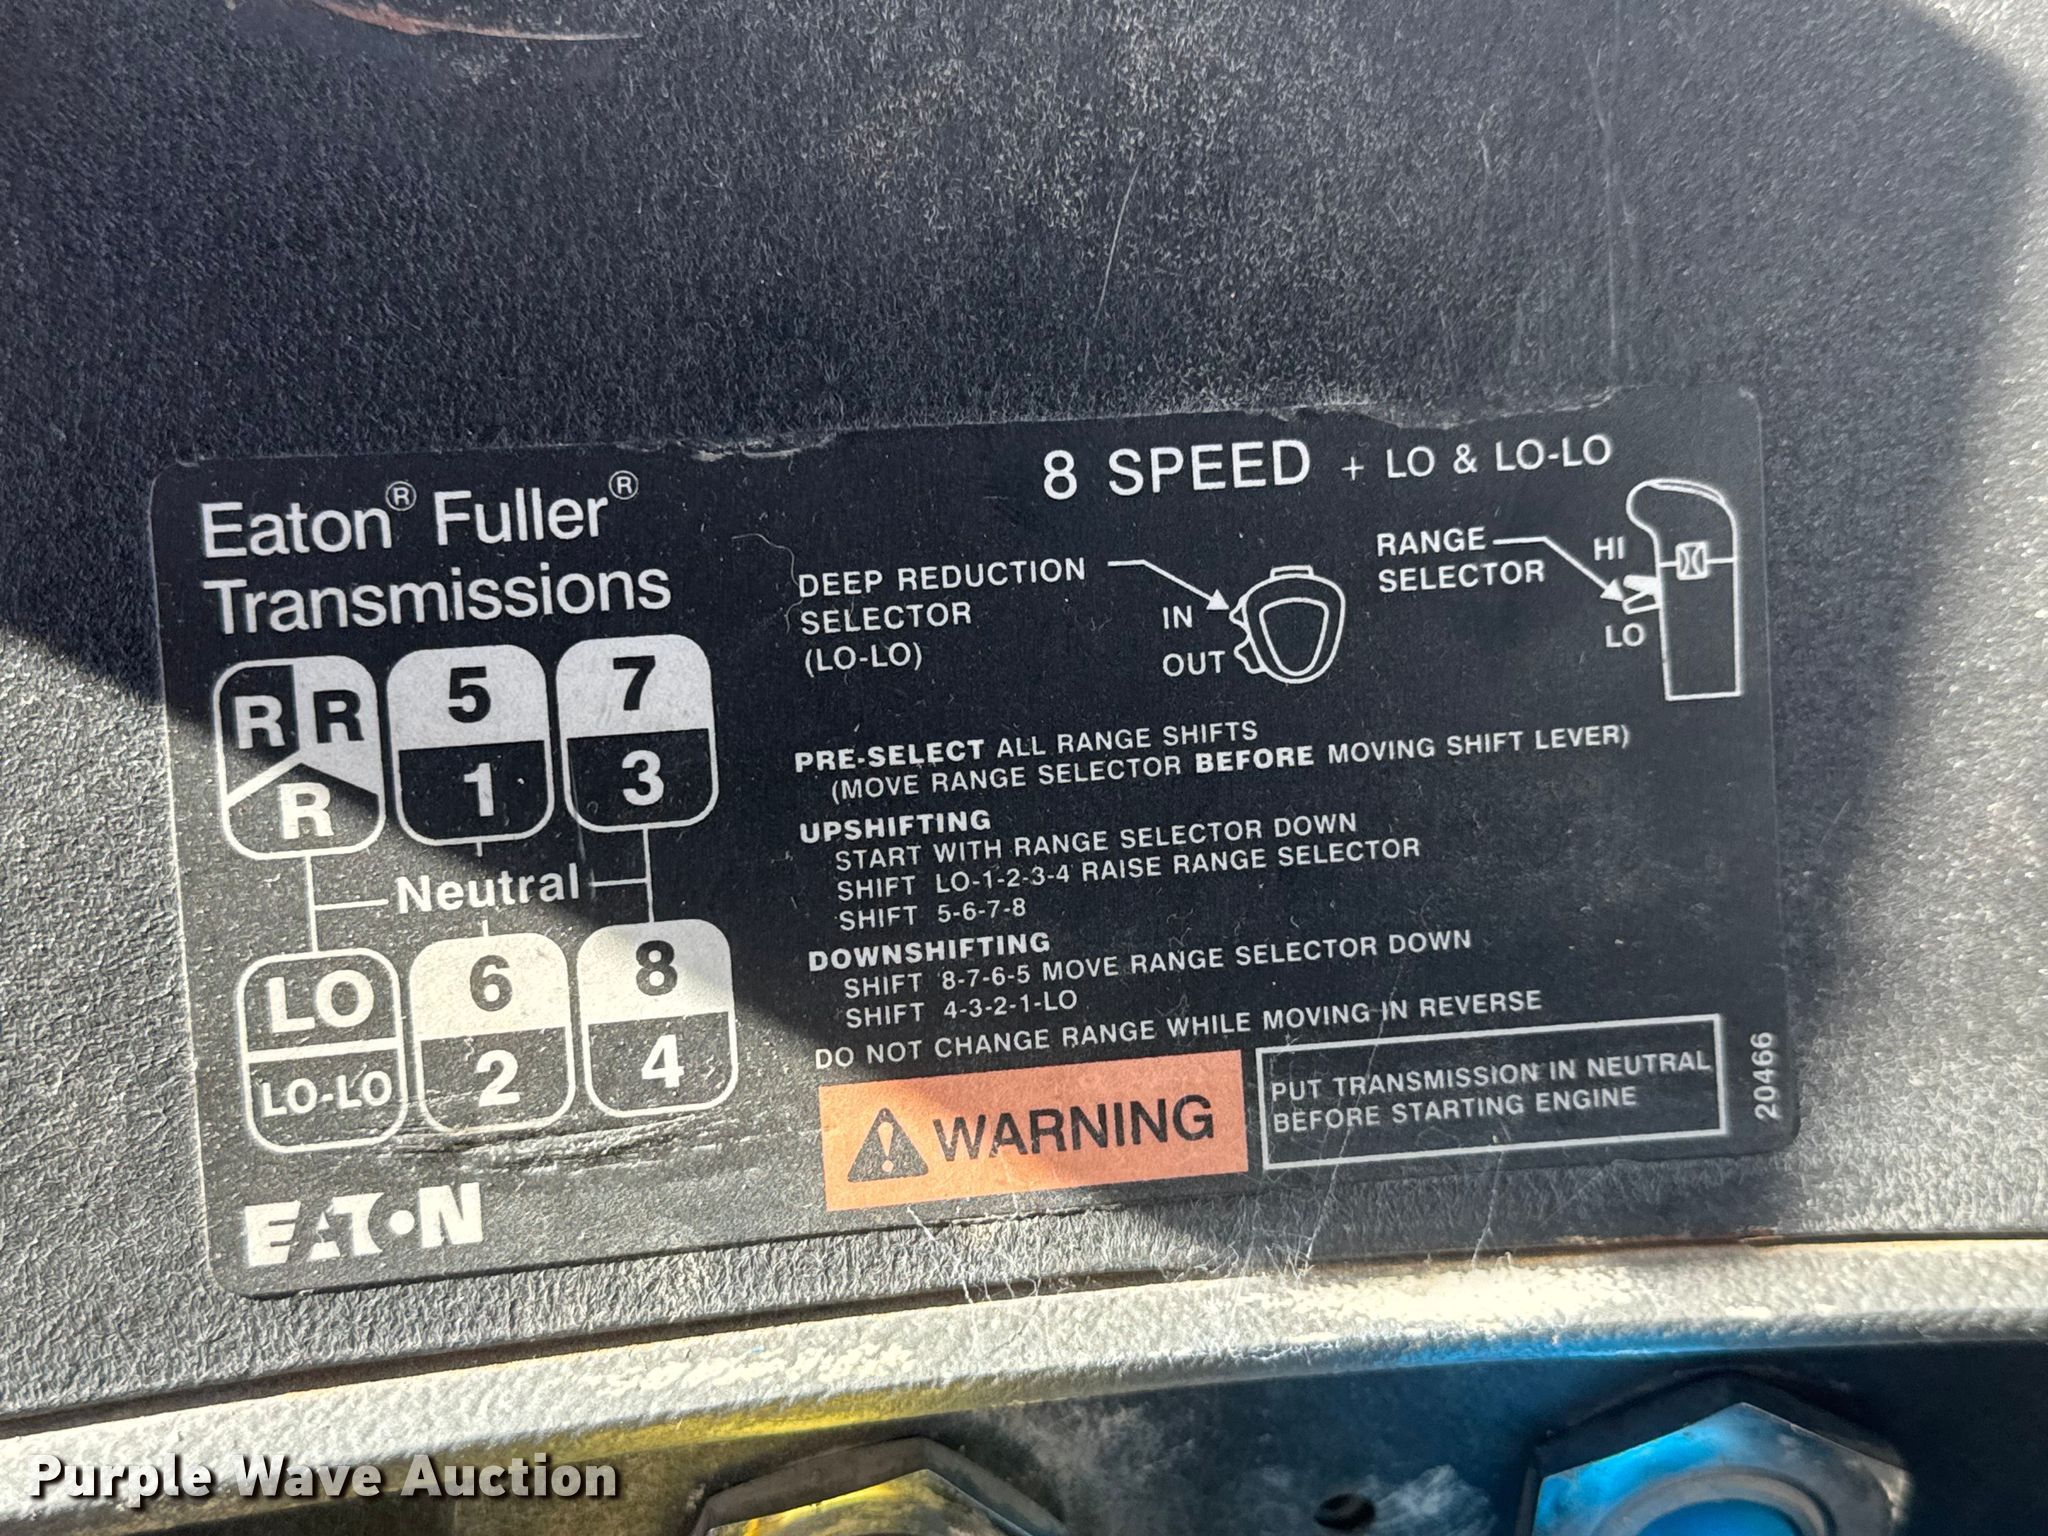 8 SPEED + LO & LO-LO
Eaton® Fuller®
Transmissions
R R
R
5
1
7
3
Neutral
LO
LO-LO
6
2
8
4
EATON
DEEP REDUCTION
SELECTOR
(LO-LO)
IN
OUT
RANGE
SELECTOR
HI
LO
PRE-SELECT ALL RANGE SHIFTS
(MOVE RANGE SELECTOR BEFORE MOVING SHIFT LEVER)
UPSHIFTING
START WITH RANGE SELECTOR DOWN
SHIFT LO-1-2-3-4 RAISE RANGE SELECTOR
SHIFT 5-6-7-8
DOWNSHIFTING
SHIFT 8-7-6-5 MOVE RANGE SELECTOR DOWN
SHIFT 4-3-2-1-LO
DO NOT CHANGE RANGE WHILE MOVING IN REVERSE
WARNING
PUT TRANSMISSION IN NEUTRAL
BEFORE STARTING ENGINE
20466
Purple Wave Auction